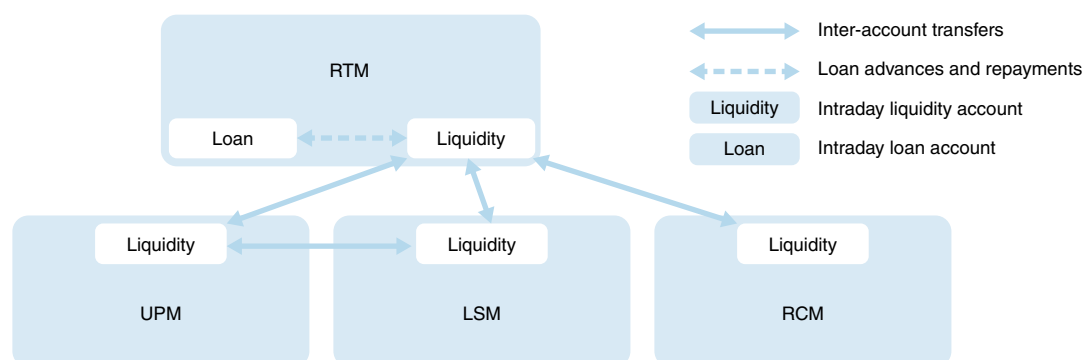 RTM
Loan
Liquidity
Inter-account transfers
Loan advances and repayments
Liquidity Intraday liquidity account
Loan Intraday loan account
Liquidity
Liquidity
Liquidity
UPM
LSM
RCM